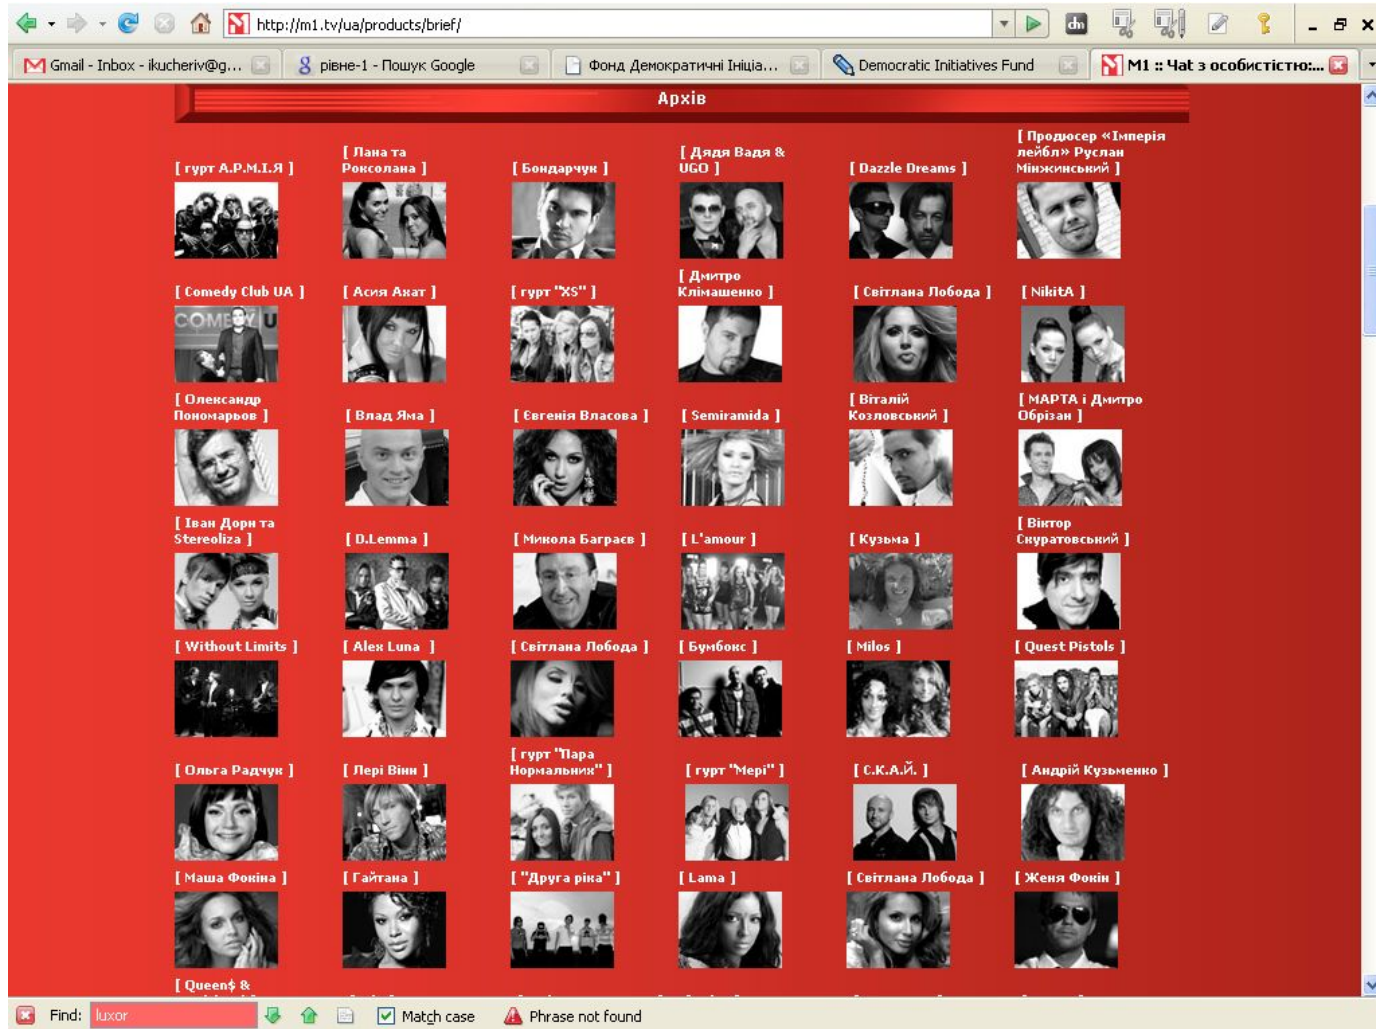 http://m1.tv/ua/products/brief/
Gmail - Inbox - ikucheriv@g...
рівне-1 - Пошук Google
Фонд Демократичні Ініціа...
Democratic Initiatives Fund
M1 :: Чat з особистістю:...
Архів
[ гурт А.Р.М.І.Я ]
[ Лана та
Роксолана ]
[ Бондарчук ]
[ Дядя Вадя &
UGO ]
[ Dazzle Dreams ]
[ Продюсер «Імперія
лейбл» Руслан
Мінжинський ]
[ Comedy Club UA ]
COMEDY U
[ Асия Ахат ]
[ гурт "XS" ]
[ Дмитро
Клімашенко ]
[ Світлана Лобода ]
[ NikitA ]
[ Олександр
Пономарьов ]
[ Влад Яма ]
[ Євгенія Власова ]
[ Semiramida ]
[ Віталій
Козловський ]
[ МАРТА і Дмитро
Обрізан ]
[ Іван Дорн та
Stereoliza ]
[ D.Lemma ]
[ Микола Баграєв ]
[ L'amour ]
[ Кузьма ]
[ Віктор
Скуратовський ]
[ Without Limits ]
[ Alex Luna ]
[ Світлана Лобода ]
[ Бумбокс ]
[ Milos ]
[ Quest Pistols ]
[ Ольга Радчук ]
[ Лері Вінн ]
[ гурт "Пара
Нормальних" ]
[ гурт "Мері" ]
[ С.К.А.Й. ]
[ Андрій Кузьменко ]
[ Маша Фокіна ]
[ Гайтана ]
[ "Друга ріка" ]
[ Lama ]
[ Світлана Лобода ]
[ Женя Фокін ]
[ Queen$ &
Find: luxor
Match case
Phrase not found